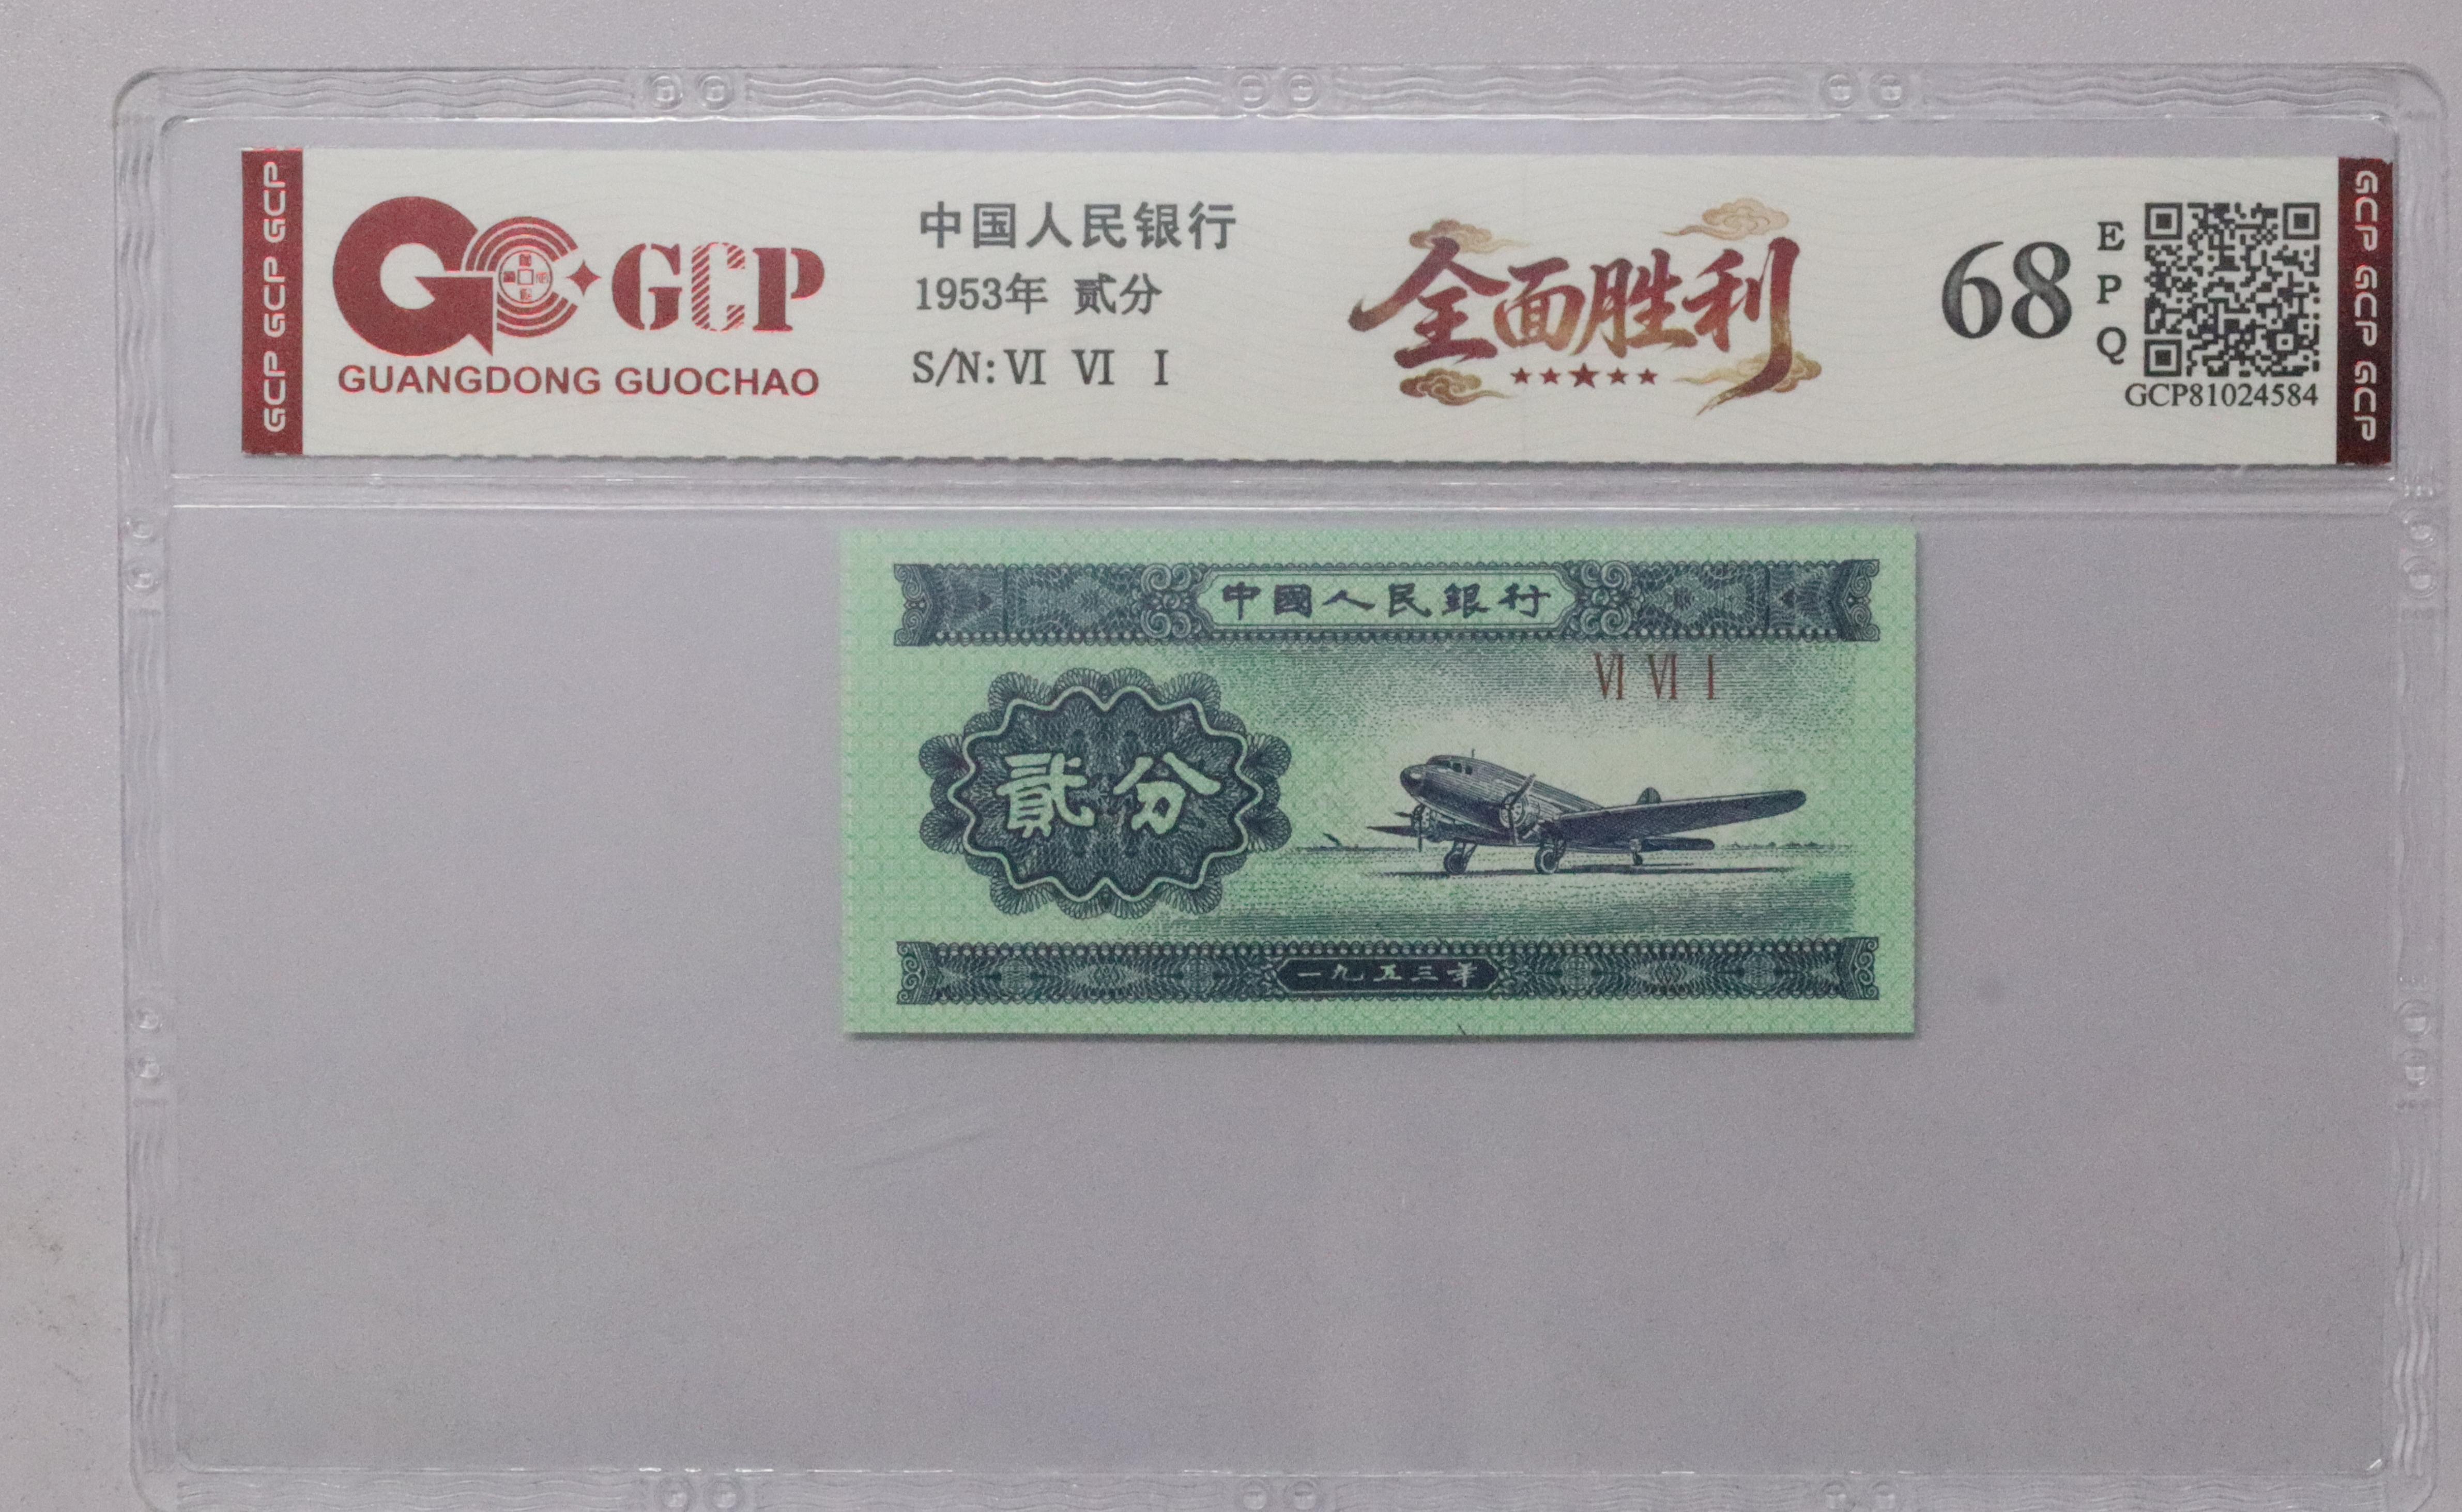 GCP GCP GCP
GCP
GUANGDONG GUOCHAO
中国人民银行
1953年 贰分
S/N: VI VI I
全面胜利
★★★★★
68
E
P
Q
GCP81024584
GCP GCP GCP
中國人民銀行
VI VI I
貳分
一九五三年